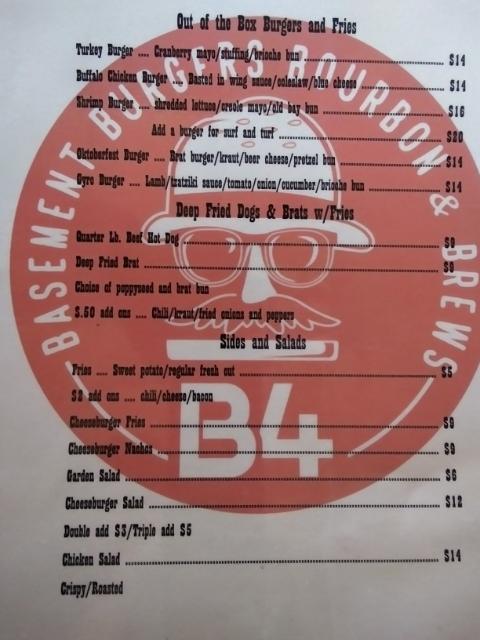 Out of the Box Burgers and Fries
Turkey Burger .... Cranberry mayo/stuffing/brioche bun $14
Buffalo Chicken Burger .... Basted in wing sauce/coleslaw/blue cheese $14
Shrimp Burger .... shredded lettuce/creole mayo/old bay bun $16
Add a burger for surf and turf $20
Oktoberfest Burger .... Brat burger/kraut/beer cheese/pretzel bun $14
Gyro Burger .... Lamb/tzatziki sauce/tomato/onion/cucumber/brioche bun $14
Deep Fried Dogs & Brats w/Fries
Quarter Lb. Beef Hot Dog
Deep Fried Brat
Choice of poppyseed and brat bun
$.50 add ons .... Chili/kraut/fried onions and peppers
Sides and Salads
Fries .... Sweet potato/regular fresh cut $5
$2 add ons .... chili/cheese/bacon
Cheeseburger Fries $9
Cheeseburger Nachos $9
Garden Salad $6
Cheeseburger Salad $12
Double add $3/Triple add $5
Chicken Salad $14
Crispy/Roasted
BASEMENT BURGERS BOURBON & BREWS
B4